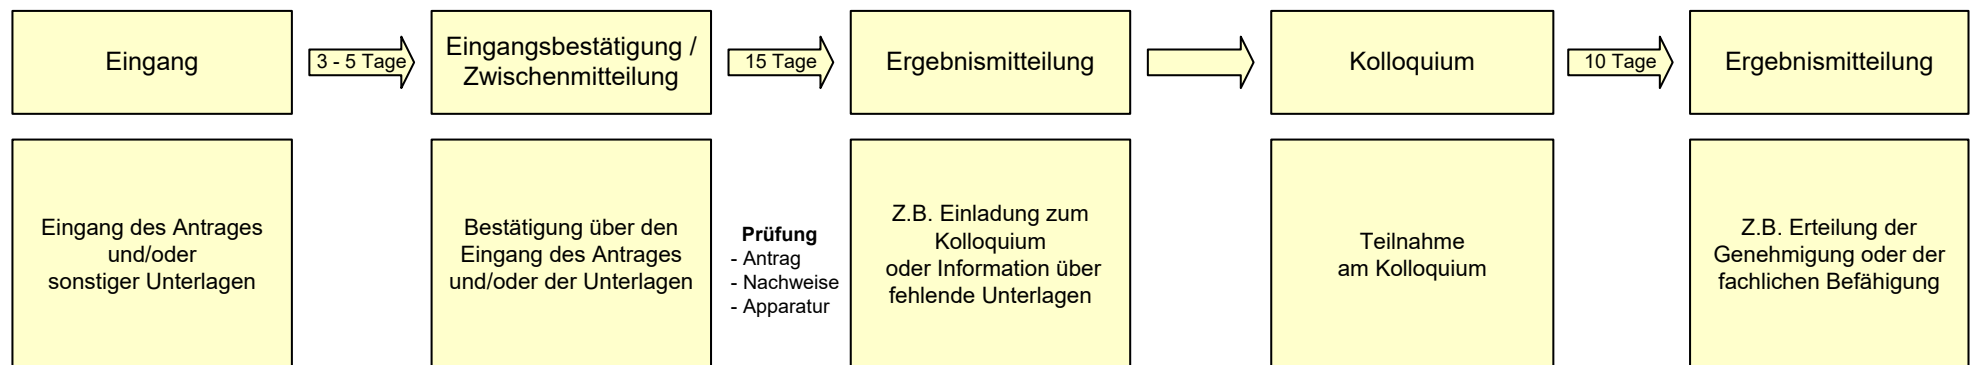 Eingang
3 - 5 Tage
Eingangsbestätigung /
Zwischenmitteilung
15 Tage
Ergebnismitteilung
Kolloquium
10 Tage
Ergebnismitteilung
Eingang des Antrages
und/oder
sonstiger Unterlagen
Bestätigung über den
Eingang des Antrages
und/oder der Unterlagen
Prüfung
- Antrag
- Nachweise
- Apparatur
Z.B. Einladung zum
Kolloquium
oder Information über
fehlende Unterlagen
Teilnahme
am Kolloquium
Z.B. Erteilung der
Genehmigung oder der
fachlichen Befähigung